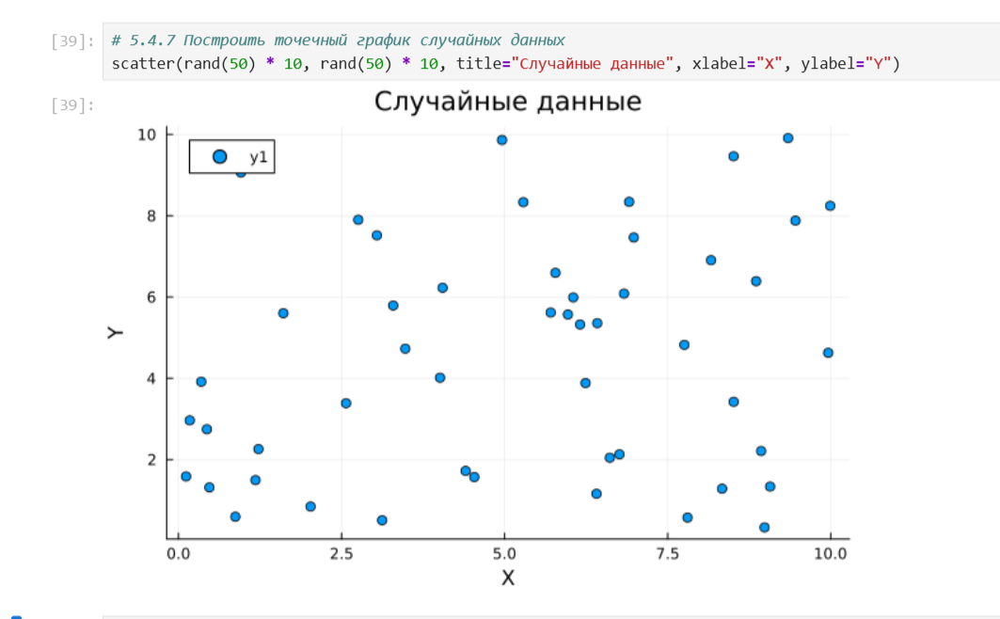 [39]: # 5.4.7 Построить точечный график случайных данных
scatter(rand(50) * 10, rand(50) * 10, title="Случайные данные", xlabel="X", ylabel="Y")
[39]:
Случайные данные
y1
10
8
6
4
2
Y
0.0 2.5 5.0 7.5 10.0
X